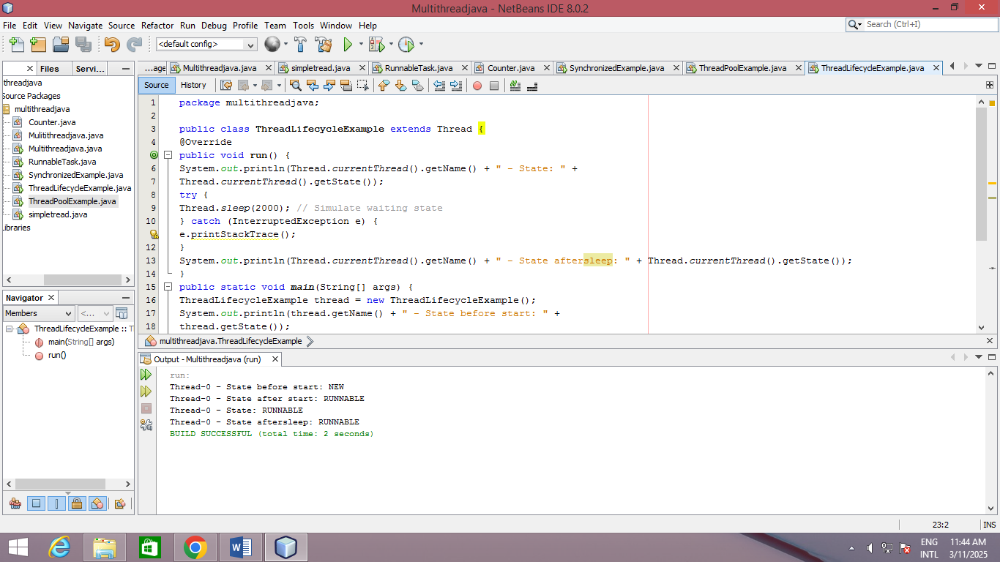 Multithreadjava - NetBeans IDE 8.0.2
File Edit View Navigate Source Refactor Run Debug Profile Team Tools Window Help
Search (Ctrl+I)
<default config>
Files Servi...
...age Multithreadjava.java simpletread.java RunnableTask.java Counter.java SynchronizedExample.java ThreadPoolExample.java ThreadLifecycleExample.java
Source History
threadjava
Source Packages
multithreadjava
Counter.java
Mulitithreadjava.java
Multithreadjava.java
RunnableTask.java
SynchronizedExample.java
ThreadLifecycleExample.java
ThreadPoolExample.java
simpletread.java
Libraries
1 package multithreadjava;
2
3 public class ThreadLifecycleExample extends Thread {
4 @Override
public void run() {
6 System.out.println(Thread.currentThread().getName() + " - State: " +
7 Thread.currentThread().getState());
8 try {
9 Thread.sleep(2000); // Simulate waiting state
10 } catch (InterruptedException e) {
e.printStackTrace();
12 }
13 System.out.println(Thread.currentThread().getName() + " - State aftersleep: " + Thread.currentThread().getState());
14 }
15 public static void main(String[] args) {
16 ThreadLifecycleExample thread = new ThreadLifecycleExample();
17 System.out.println(thread.getName() + " - State before start: " +
18 thread.getState());
multithreadjava.ThreadLifecycleExample
Navigator
Members <...
ThreadLifecycleExample :: T
main(String[] args)
run()
Output - Multithreadjava (run)
run:
Thread-0 - State before start: NEW
Thread-0 - State after start: RUNNABLE
Thread-0 - State: RUNNABLE
Thread-0 - State aftersleep: RUNNABLE
BUILD SUCCESSFUL (total time: 2 seconds)
23:2 INS
ENG 11:44 AM
INTL 3/11/2025